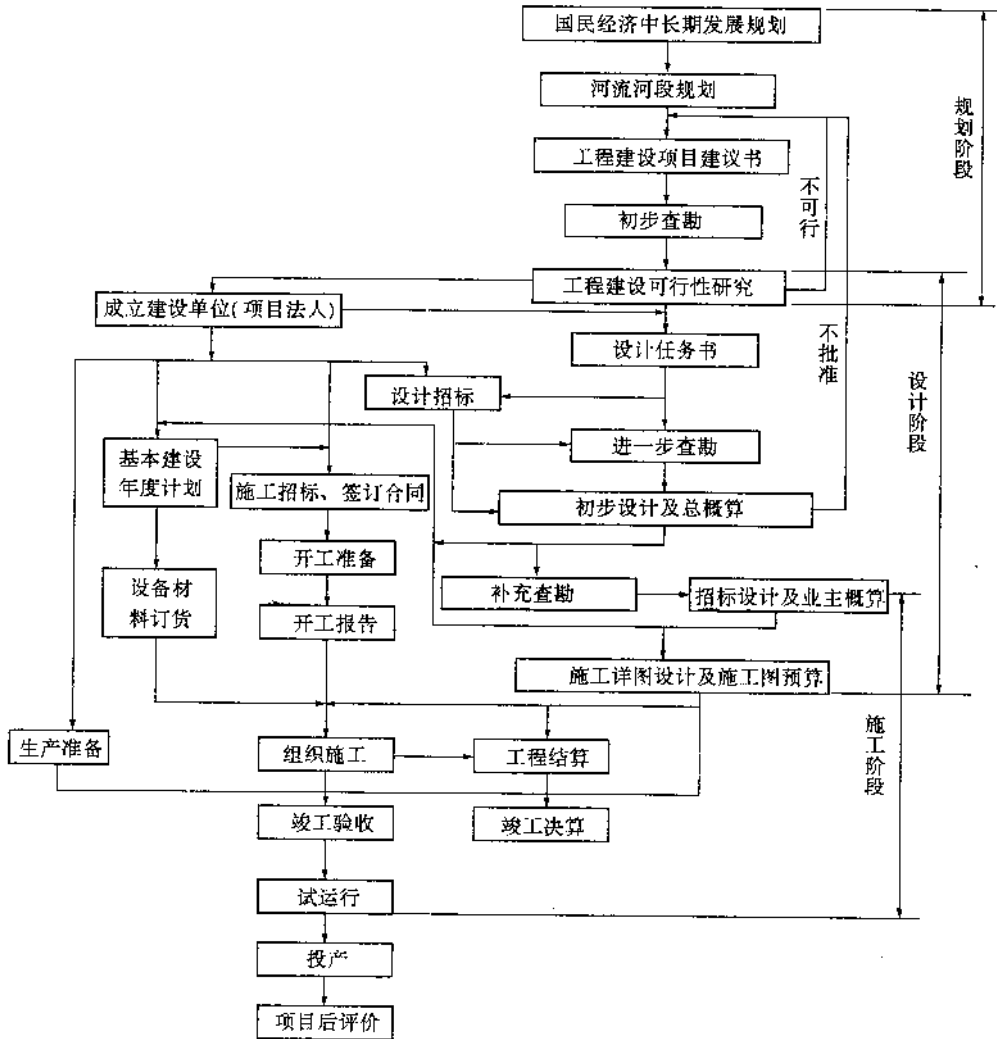 国民经济中长期发展规划
河流河段规划
工程建设项目建议书
初步查勘
工程建设可行性研究
不可行
规划阶段
成立建设单位(项目法人)
设计任务书
不批准
设计招标
设计阶段
基本建设
年度计划
进一步查勘
施工招标、签订合同
初步设计及总概算
开工准备
设备材
料订货
补充查勘
招标设计及业主概算
开工报告
施工详图设计及施工图预算
生产准备
组织施工
工程结算
施工阶段
竣工验收
竣工决算
试运行
投产
项目后评价